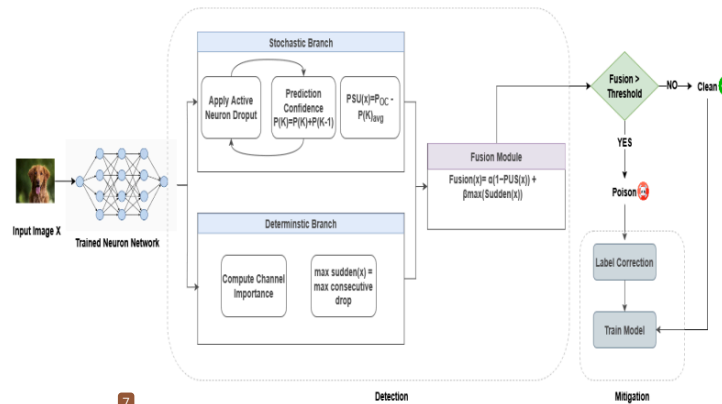 Stochastic Branch
Apply Active
Neuron Droput
Prediction
Confidence
P(K)=P(K)+P(K-1)
PSU(x)=P_OC -
P(K)_avg
Input Image X
Trained Neuron Network
Determinstic Branch
Compute Channel
Importance
max sudden(x) =
max consecutive
drop
Fusion Module
Fusion(x)= α(1−PUS(x)) +
βmax(Sudden(x))
Fusion >
Threshold
NO
Clean
YES
Poison
Label Correction
Train Model
7
Detection
Mitigation